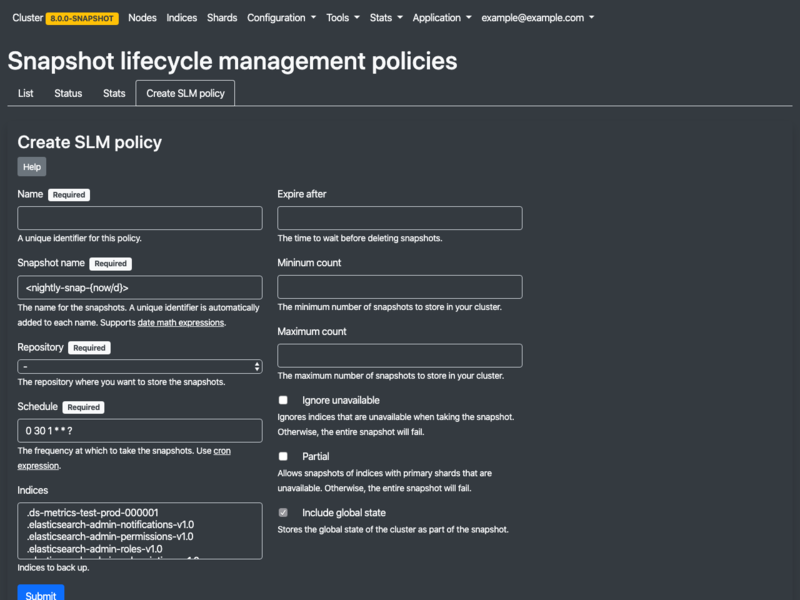 Cluster 8.0.0-SNAPSHOT Nodes Indices Shards Configuration Tools Stats Application example@example.com
Snapshot lifecycle management policies
List Status Stats Create SLM policy
Create SLM policy
Help
Name Required
A unique identifier for this policy.
Snapshot name Required
<nightly-snap-{now/d}>
The name for the snapshots. A unique identifier is automatically
added to each name. Supports date math expressions.
Repository Required
-
The repository where you want to store the snapshots.
Schedule Required
0 30 1 * * ?
The frequency at which to take the snapshots. Use cron
expression.
Indices
.ds-metrics-test-prod-000001
.elasticsearch-admin-notifications-v1.0
.elasticsearch-admin-permissions-v1.0
.elasticsearch-admin-roles-v1.0
Indices to back up.
Submit
Expire after
The time to wait before deleting snapshots.
Mininum count
The minimum number of snapshots to store in your cluster.
Maximum count
The maximum number of snapshots to store in your cluster.
Ignore unavailable
Ignores indices that are unavailable when taking the snapshot.
Otherwise, the entire snapshot will fail.
Partial
Allows snapshots of indices with primary shards that are
unavailable. Otherwise, the entire snapshot will fail.
Include global state
Stores the global state of the cluster as part of the snapshot.